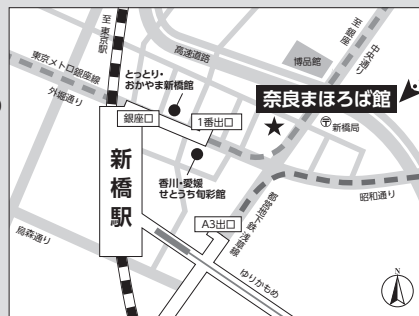 至 東京駅
東京メトロ銀座線
外堀通り
高速道路
博品館
至 銀座
中央通り
とっとり・
おかやま新橋館
奈良まほろば館
銀座口
1番出口
新橋局
新橋駅
香川・愛媛
せとうち旬彩館
昭和通り
都営地下鉄浅草線
A3出口
烏森通り
ゆりかもめ
N